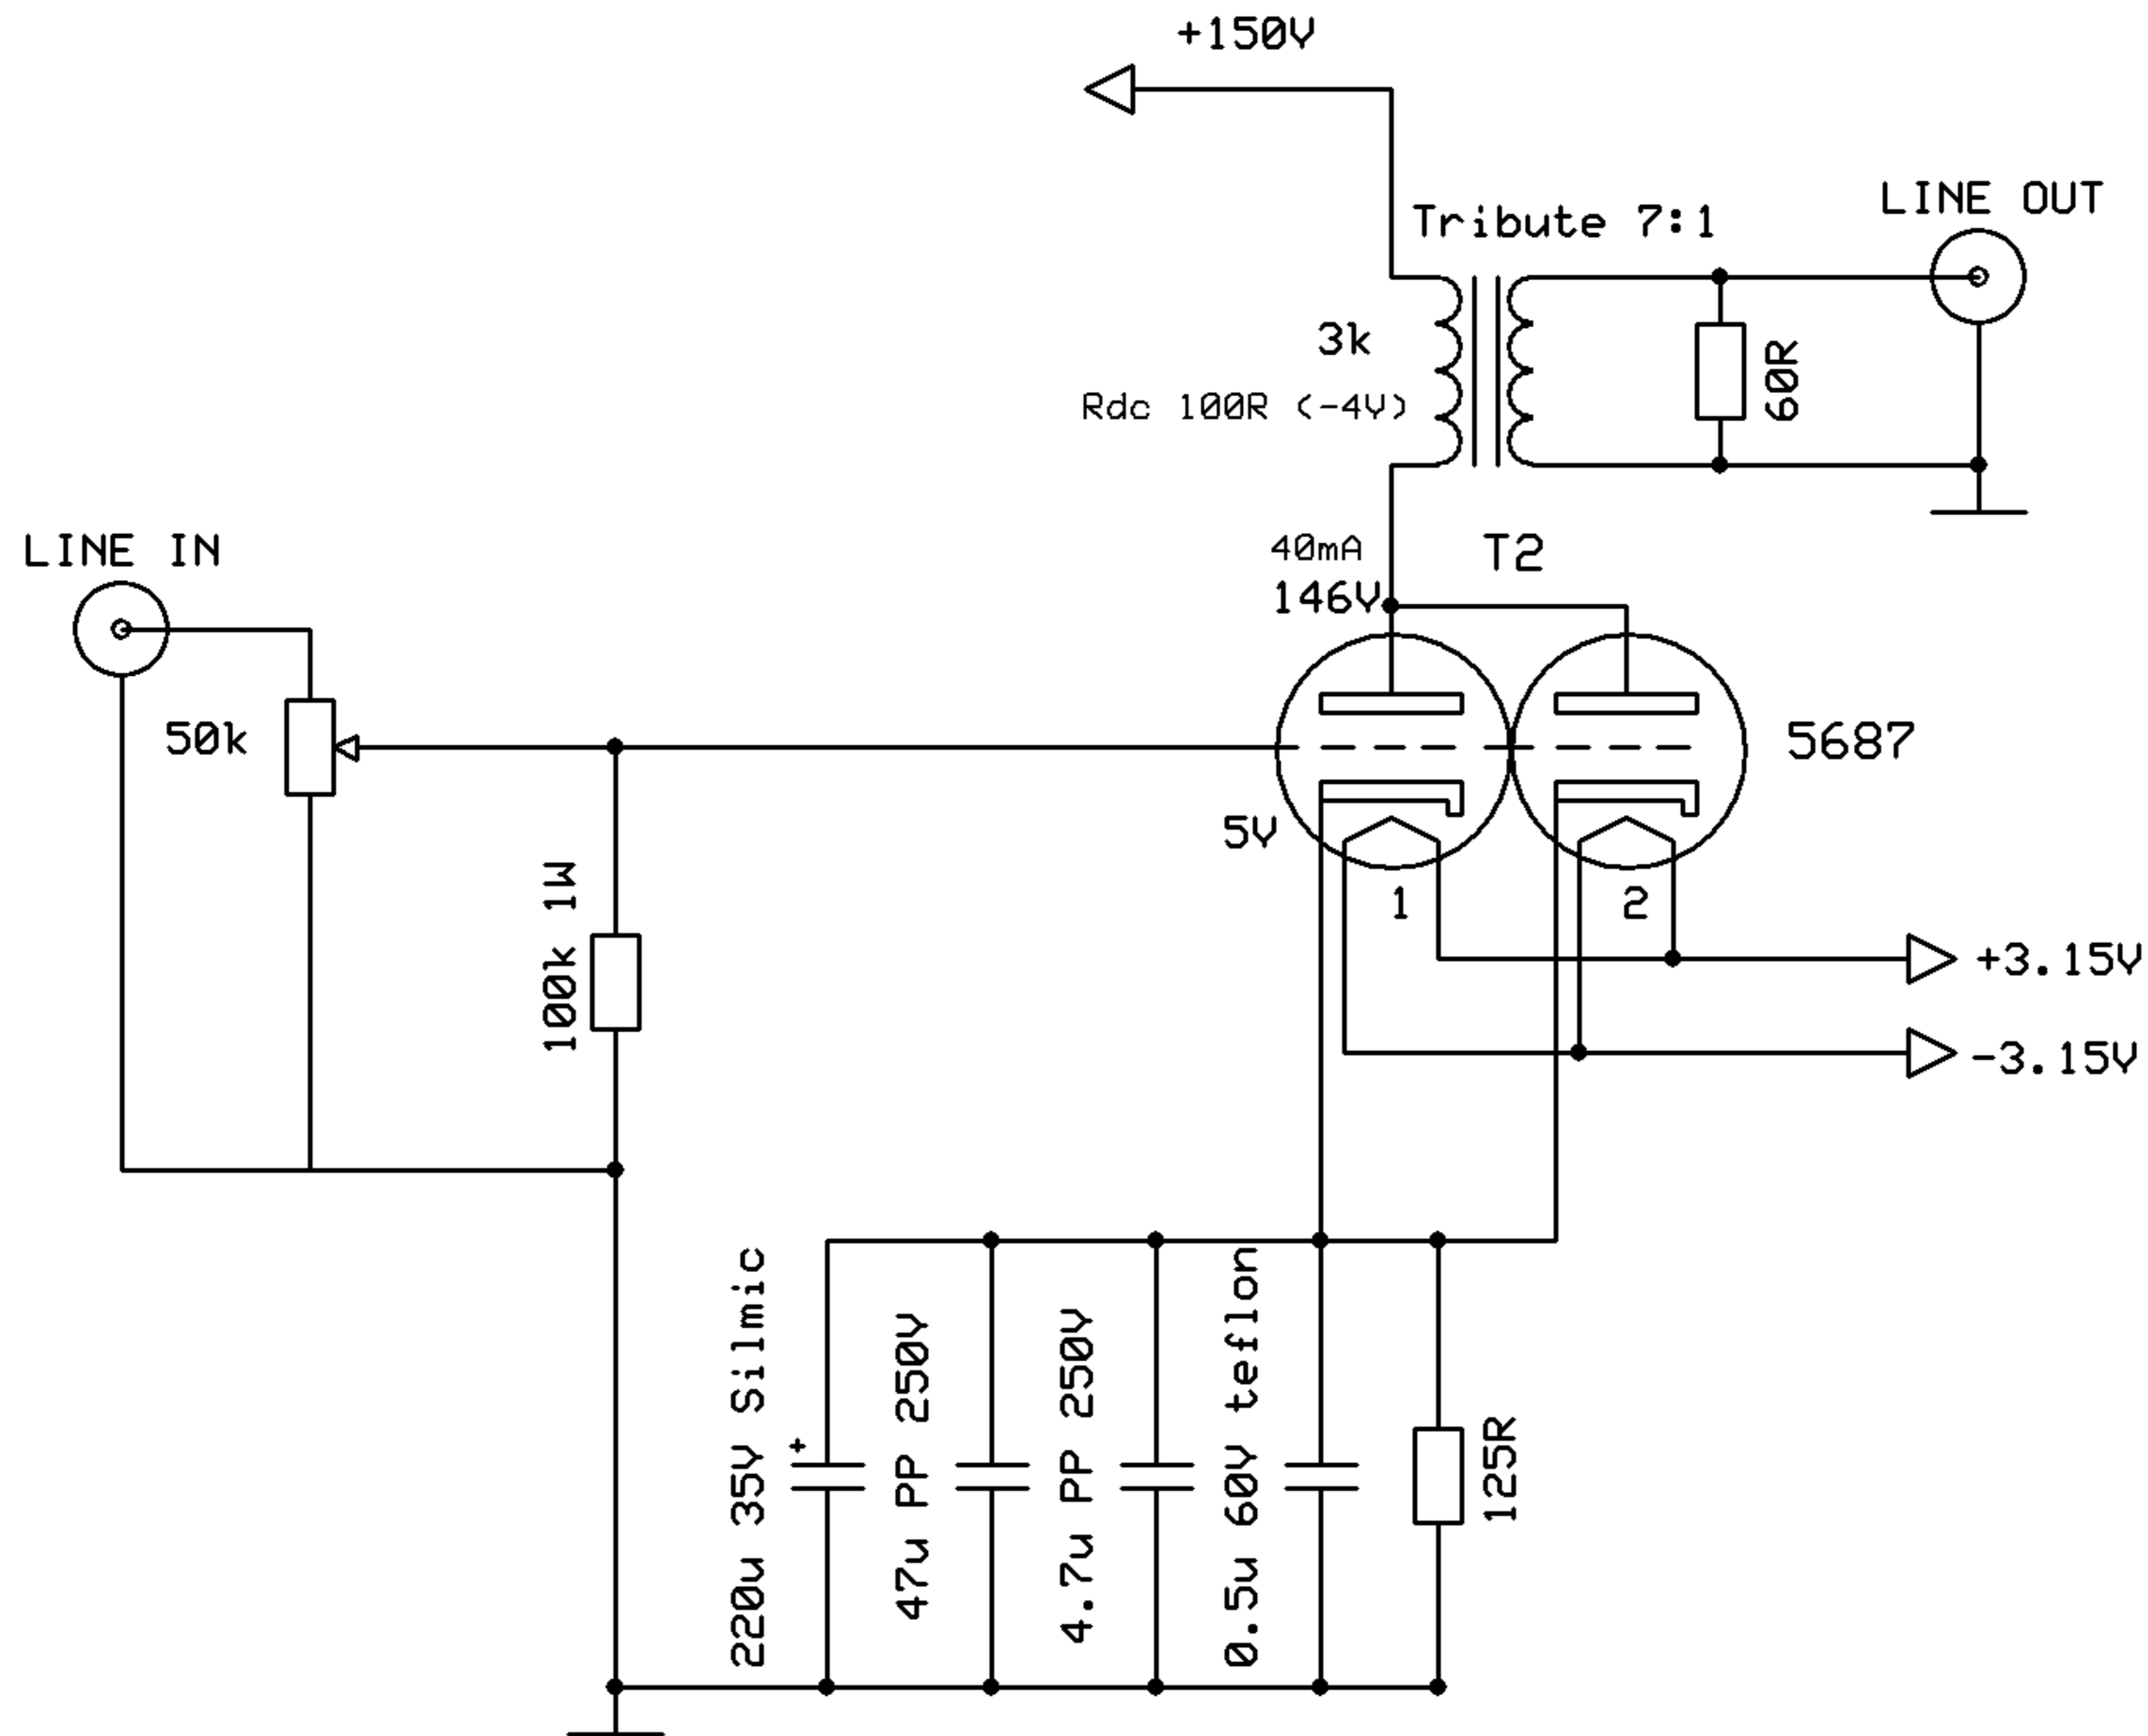 +150V
LINE OUT
Tribute 7:1
3k
Rdc 100R (-4V)
60R
LINE IN
40mA
T2
146V
50k
5687
5V
100k 1W
1
2
+3.15V
-3.15V
220u 35V Silmic
+
47u PP 250V
4.7u PP 250V
0.5u 60V teflon
125R